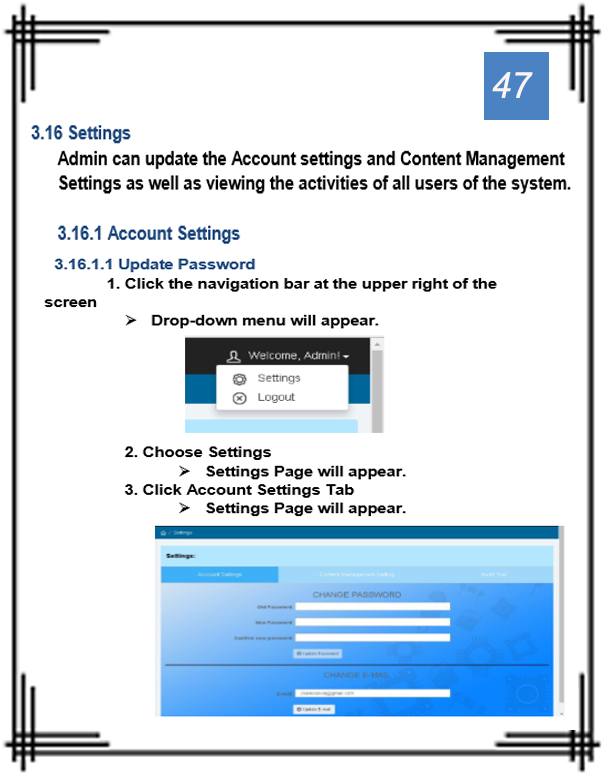 47
3.16 Settings
Admin can update the Account settings and Content Management
Settings as well as viewing the activities of all users of the system.
3.16.1 Account Settings
3.16.1.1 Update Password
1. Click the navigation bar at the upper right of the
screen
➢ Drop-down menu will appear.
Welcome, Admin!
Settings
Logout
2. Choose Settings
➢ Settings Page will appear.
3. Click Account Settings Tab
➢ Settings Page will appear.
/ Settings
Settings:
Account Settings Content Management Setting Audit Trail
CHANGE PASSWORD
Old Password:
New Password:
Confirm new password:
Update Password
CHANGE E-MAIL
E-mail:
Update E-mail